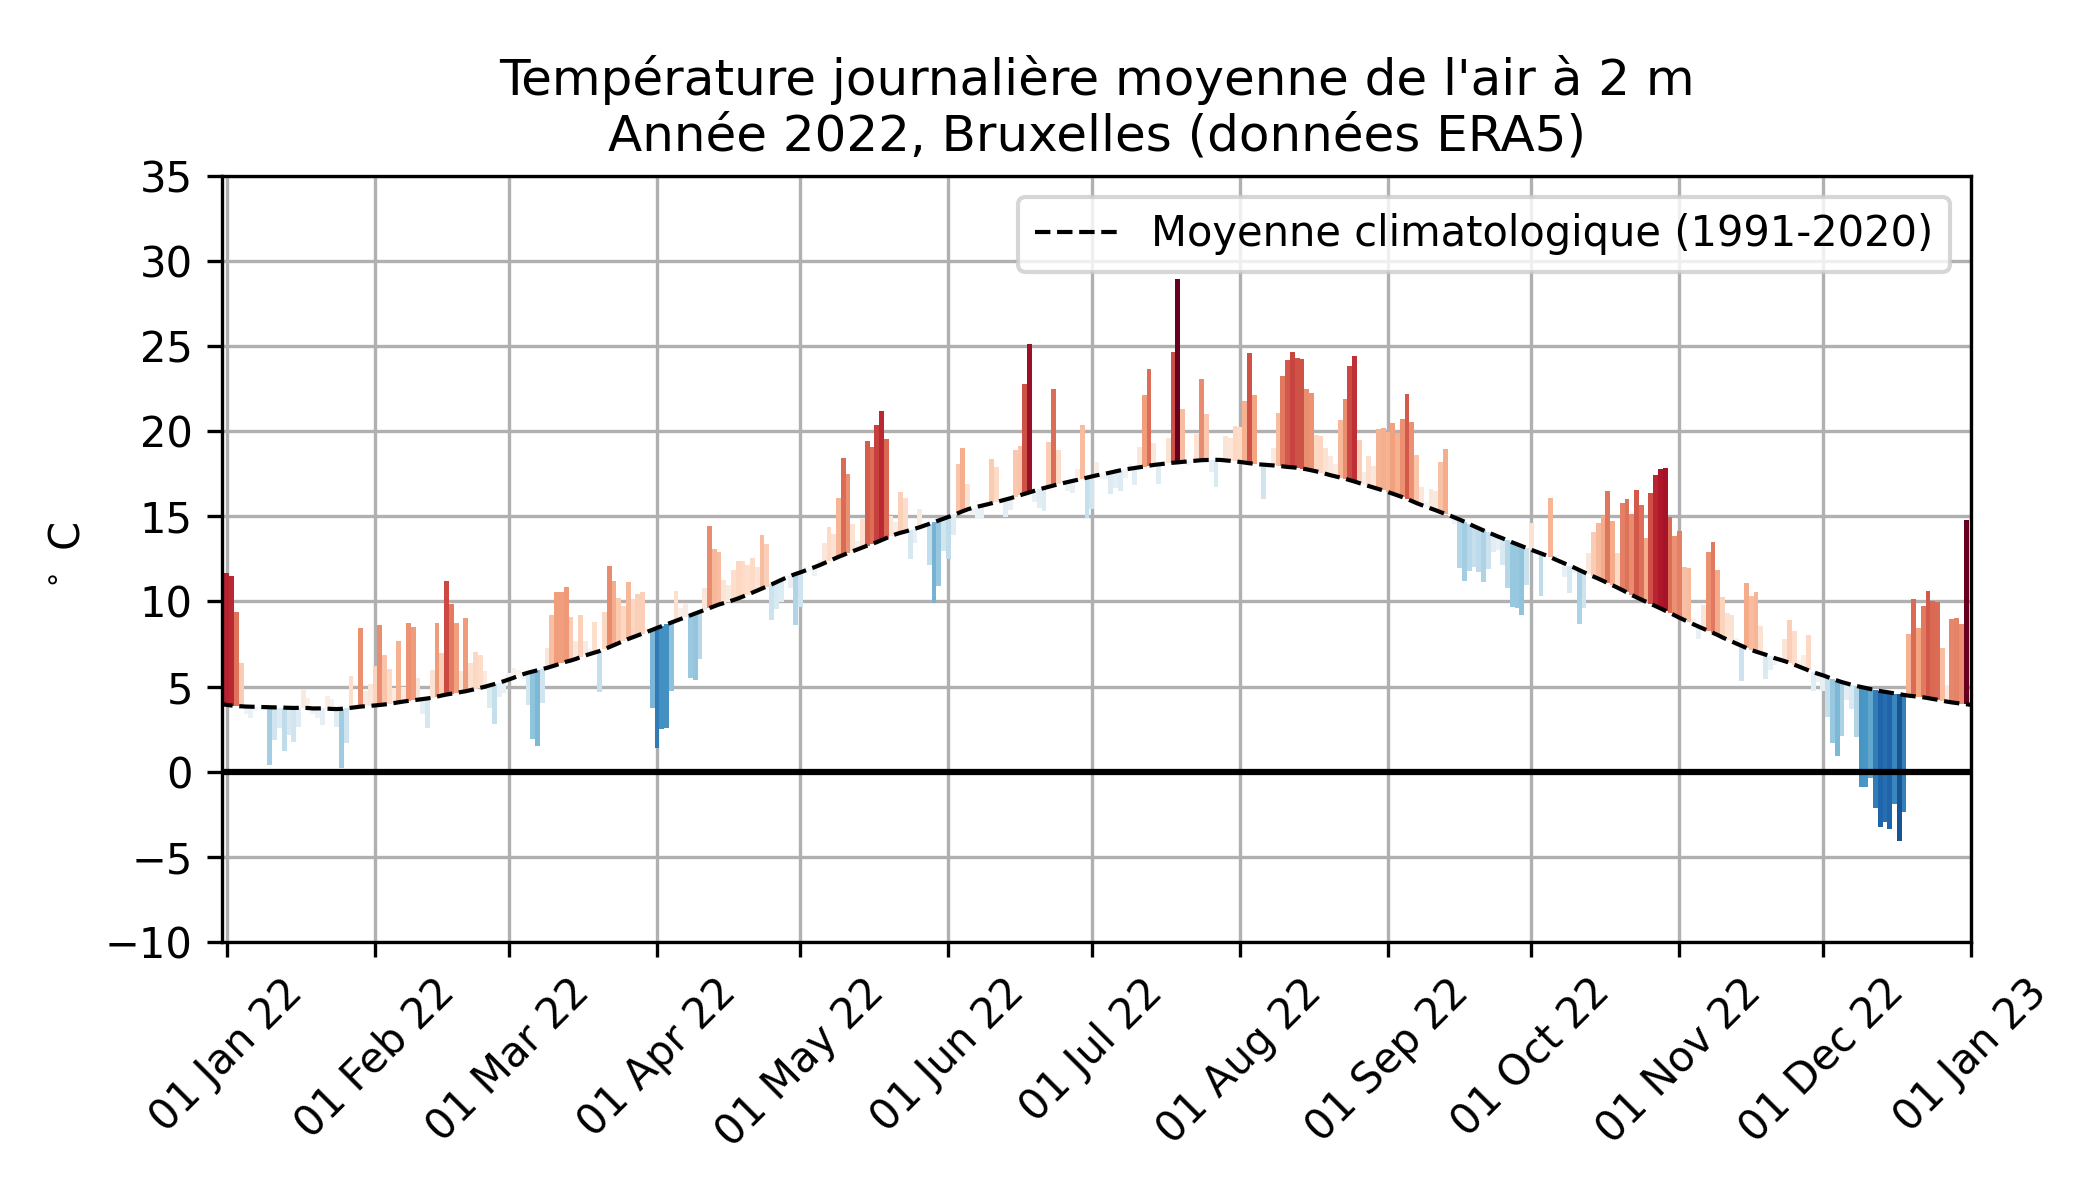 Température journalière moyenne de l'air à 2 m
Année 2022, Bruxelles (données ERA5)
Moyenne climatologique (1991-2020)
° C
35
30
25
20
15
10
5
0
−5
−10
01 Jan 22
01 Feb 22
01 Mar 22
01 Apr 22
01 May 22
01 Jun 22
01 Jul 22
01 Aug 22
01 Sep 22
01 Oct 22
01 Nov 22
01 Dec 22
01 Jan 23